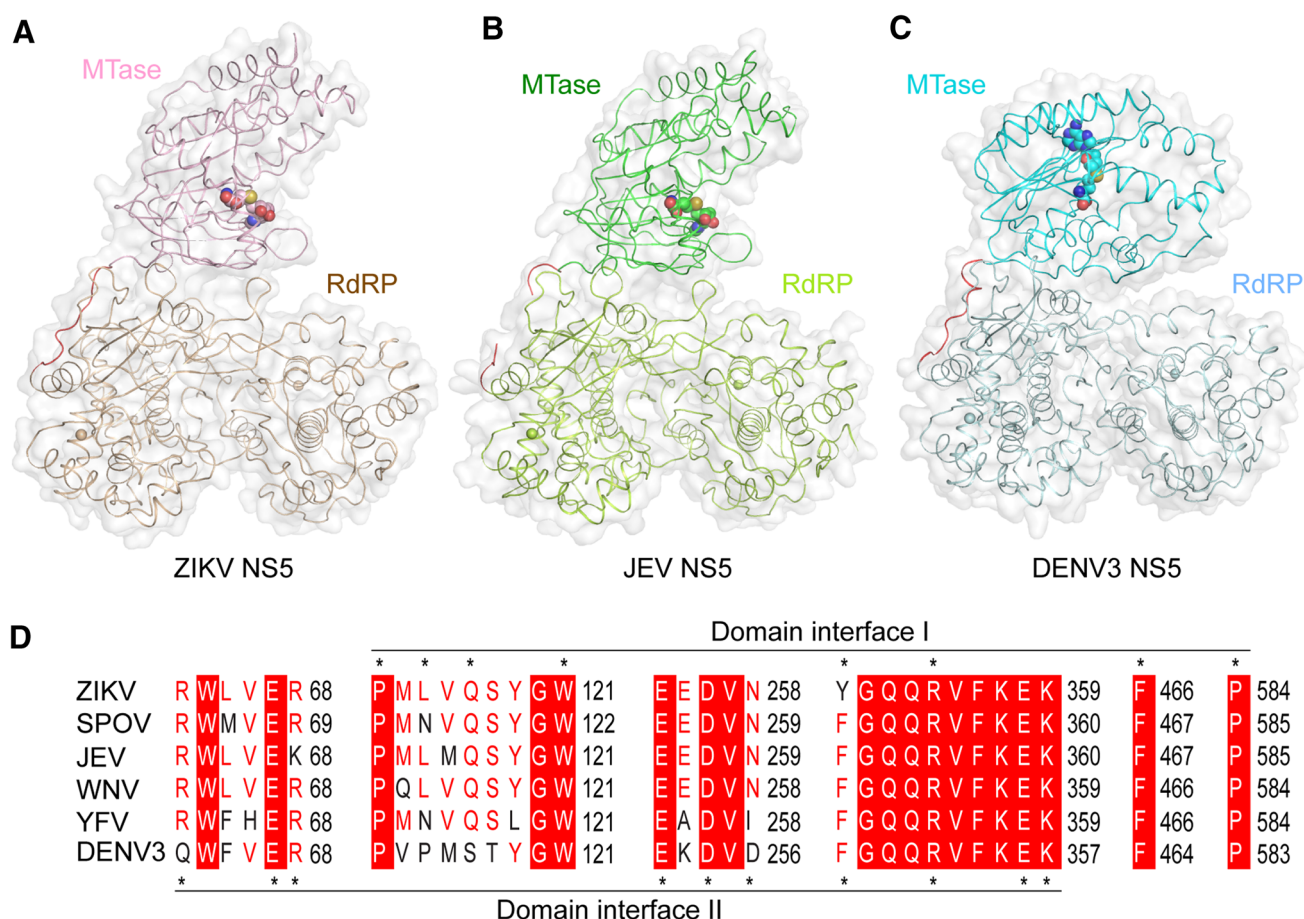 A B C
MTase MTase MTase
RdRP RdRP RdRP
ZIKV NS5 JEV NS5 DENV3 NS5
D
Domain interface I
* * * * * * * *
ZIKV R W L V E R 68 P M L V Q S Y G W 121 E E D V N 258 Y G Q Q R V F K E K 359 F 466 P 584
SPOV R W M V E R 69 P M N V Q S Y G W 122 E E D V N 259 F G Q Q R V F K E K 360 F 467 P 585
JEV R W L V E K 68 P M L M Q S Y G W 121 E E D V N 259 F G Q Q R V F K E K 360 F 467 P 585
WNV R W L V E R 68 P Q L V Q S Y G W 121 E E D V N 258 F G Q Q R V F K E K 359 F 466 P 584
YFV R W F H E R 68 P M N V Q S L G W 121 E A D V I 258 F G Q Q R V F K E K 359 F 466 P 584
DENV3 Q W F V E R 68 P V P M S T Y G W 121 E K D V D 256 F G Q Q R V F K E K 357 F 464 P 583
* * * * * * * * * *
Domain interface II